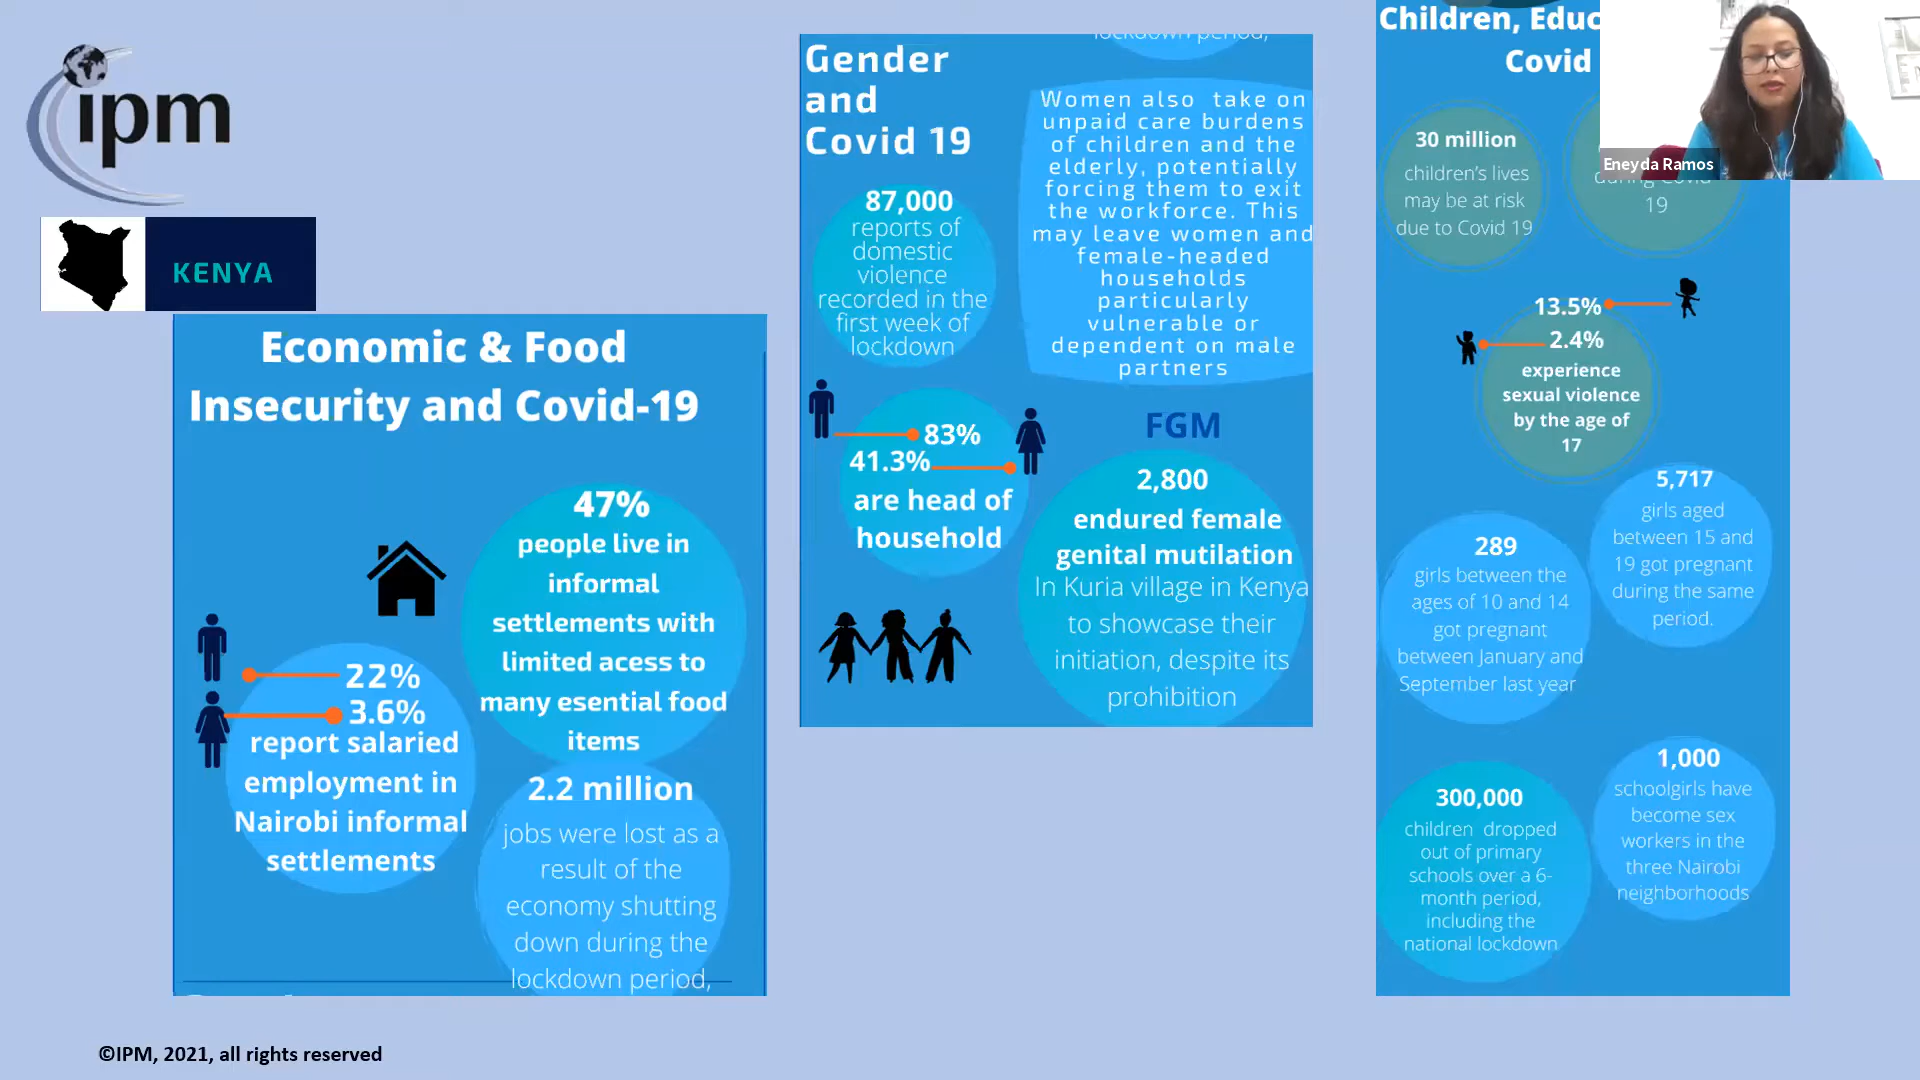 ipm
KENYA
Economic & Food
Insecurity and Covid-19
47%
people live in
informal
settlements with
limited acess to
many esential food
items
22%
3.6%
report salaried
employment in
Nairobi informal
settlements
2.2 million
jobs were lost as a
result of the
economy shutting
down during the
lockdown period,
Gender
and
Covid 19
lockdown period,
87,000
reports of
domestic
violence
recorded in the
first week of
lockdown
Women also take on
unpaid care burdens
of children and the
elderly, potentially
forcing them to exit
the workforce. This
may leave women and
female-headed
households
particularly
vulnerable or
dependent on male
partners
83%
41.3%
are head of
household
FGM
2,800
endured female
genital mutilation
In Kuria village in Kenya
to showcase their
initiation, despite its
prohibition
Children, Educ
Covid
30 million
children's lives
may be at risk
due to Covid 19
during Covid
19
13.5%
2.4%
experience
sexual violence
by the age of
17
5,717
girls aged
between 15 and
19 got pregnant
during the same
period.
289
girls between the
ages of 10 and 14
got pregnant
between January and
September last year
300,000
children dropped
out of primary
schools over a 6-
month period,
including the
national lockdown
1,000
schoolgirls have
become sex
workers in the
three Nairobi
neighborhoods
Eneyda Ramos
©IPM, 2021, all rights reserved